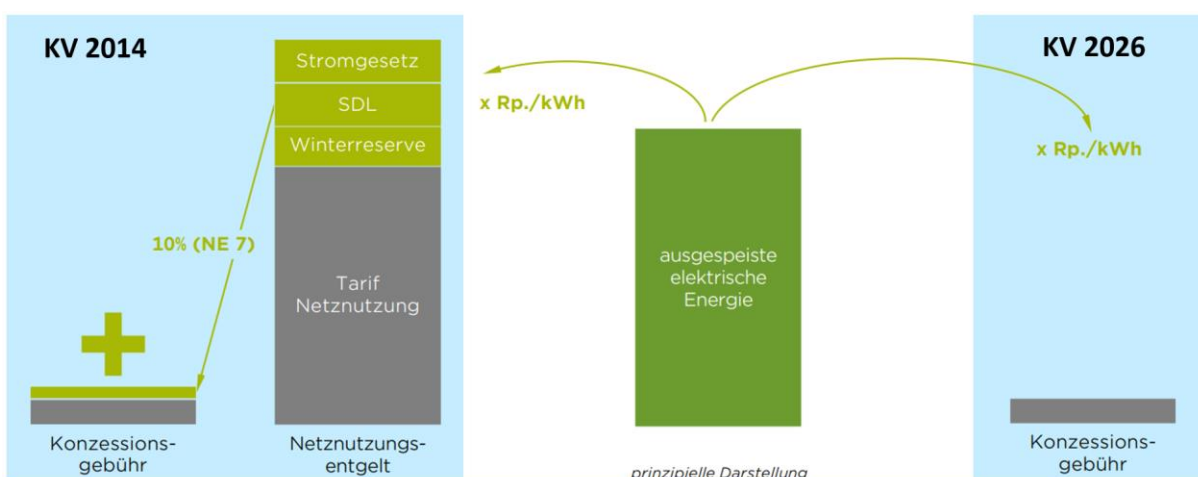 KV 2014
Stromgesetz
SDL
Winterreserve
10% (NE 7)
Tarif
Netznutzung
Konzessions-
gebühr
Netznutzungs-
entgelt
x Rp./kWh
ausgespeiste
elektrische
Energie
prinzipielle Darstellung
KV 2026
x Rp./kWh
Konzessions-
gebühr